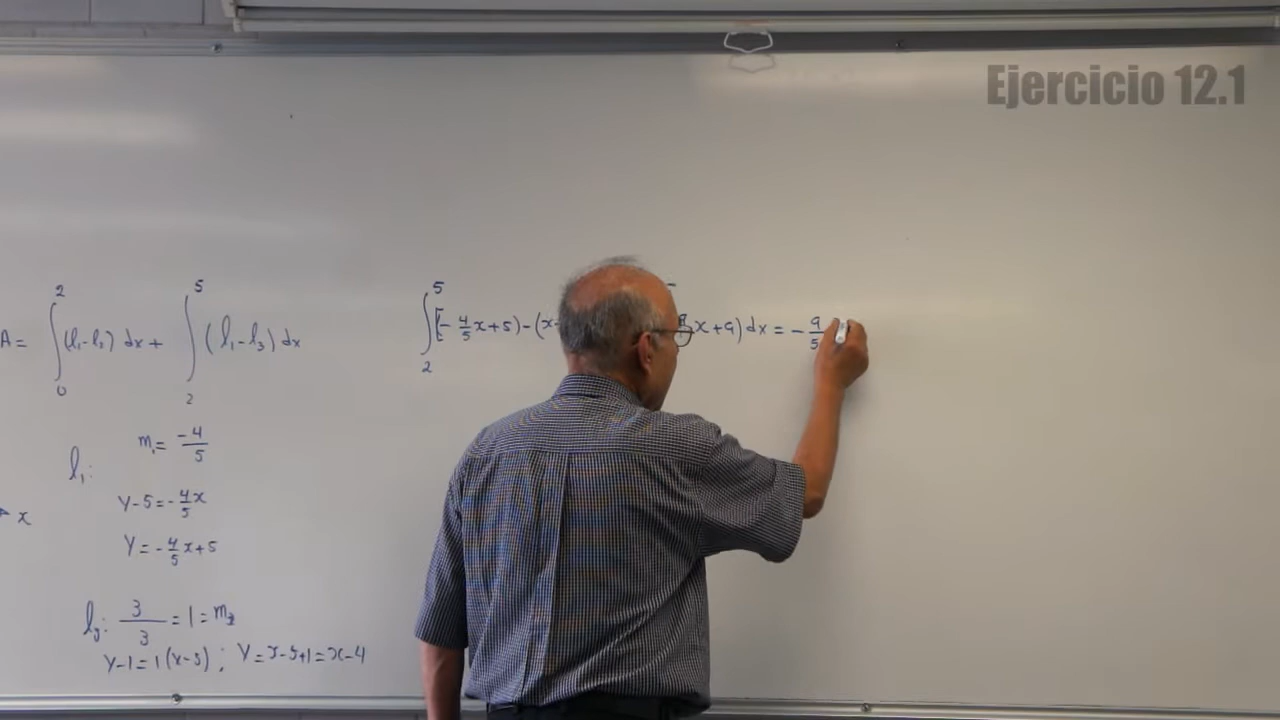 Ejercicio 12.1
A = ∫₀² (l₁-l₂) dx + ∫₂⁵ (l₁-l₃) dx
∫₂⁵ [(-4/5 x+5)-(x- x+9) dx = -9/5
m₁= -4/5
l₁:
y-5=-4/5 x
x
y=-4/5 x+5
l₃: 3/3 =1= m₃
y-1=1(x-5) ; y=x-5+1=x-4